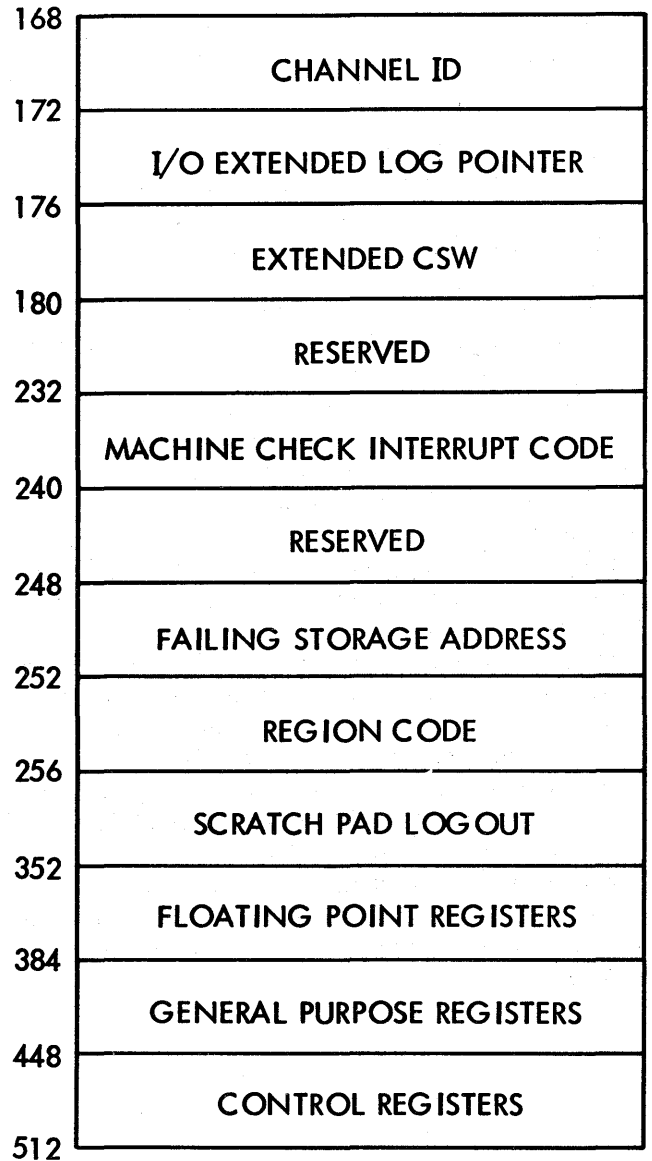 168
CHANNEL ID
172
I/O EXTENDED LOG POINTER
176
EXTENDED CSW
180
RESERVED
232
MACHINE CHECK INTERRUPT CODE
240
RESERVED
248
FAILING STORAGE ADDRESS
252
REGION CODE
256
SCRATCH PAD LOGOUT
352
FLOATING POINT REGISTERS
384
GENERAL PURPOSE REGISTERS
448
CONTROL REGISTERS
512